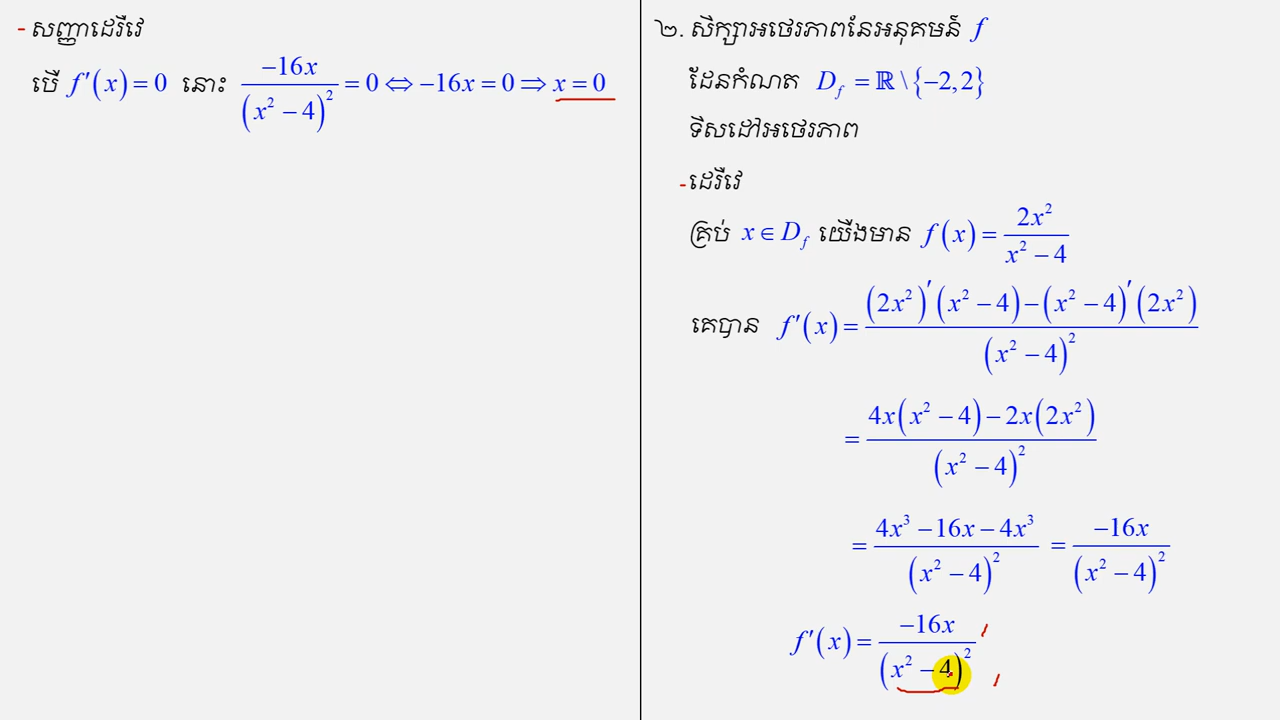 - សញ្ញាដេរីវេ
បើ f′(x) = 0 នោះ −16x/(x² − 4)² = 0 ⇔ −16x = 0 ⇒ x = 0
២. សិក្សាអថេរភាពនៃអនុគមន៍ f
ដែនកំណត់ D_f = ℝ \ {−2, 2}
ទិសដៅអថេរភាព
-ដេរីវេ
គ្រប់ x ∈ D_f យើងមាន f(x) = 2x²/(x² − 4)
គេបាន f′(x) = ((2x²)′(x² − 4) − (x² − 4)′(2x²))/(x² − 4)²
= (4x(x² − 4) − 2x(2x²))/(x² − 4)²
= (4x³ − 16x − 4x³)/(x² − 4)² = −16x/(x² − 4)²
f′(x) = −16x/(x² − 4)²